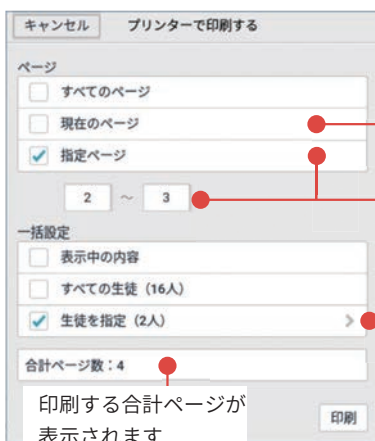 キャンセル プリンターで印刷する
ページ
すべてのページ
現在のページ
指定ページ
2 ~ 3
一括設定
表示中の内容
すべての生徒（16人）
生徒を指定（2人）
合計ページ数：4
印刷する合計ページが
表示されます
印刷